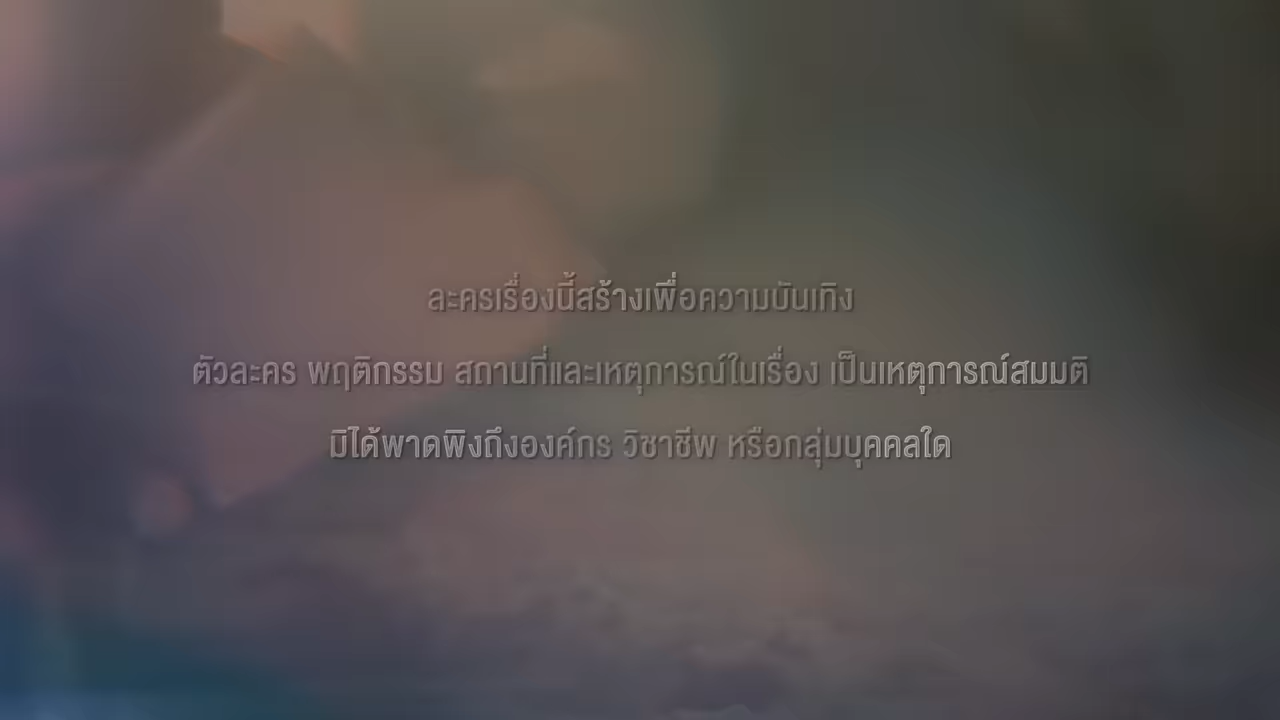 ละครเรื่องนี้สร้างเพื่อความบันเทิง
ตัวละคร พฤติกรรม สถานที่และเหตุการณ์ในเรื่อง เป็นเหตุการณ์สมมติ
มิได้พาดพิงถึงองค์กร วิชาชีพ หรือกลุ่มบุคคลใด